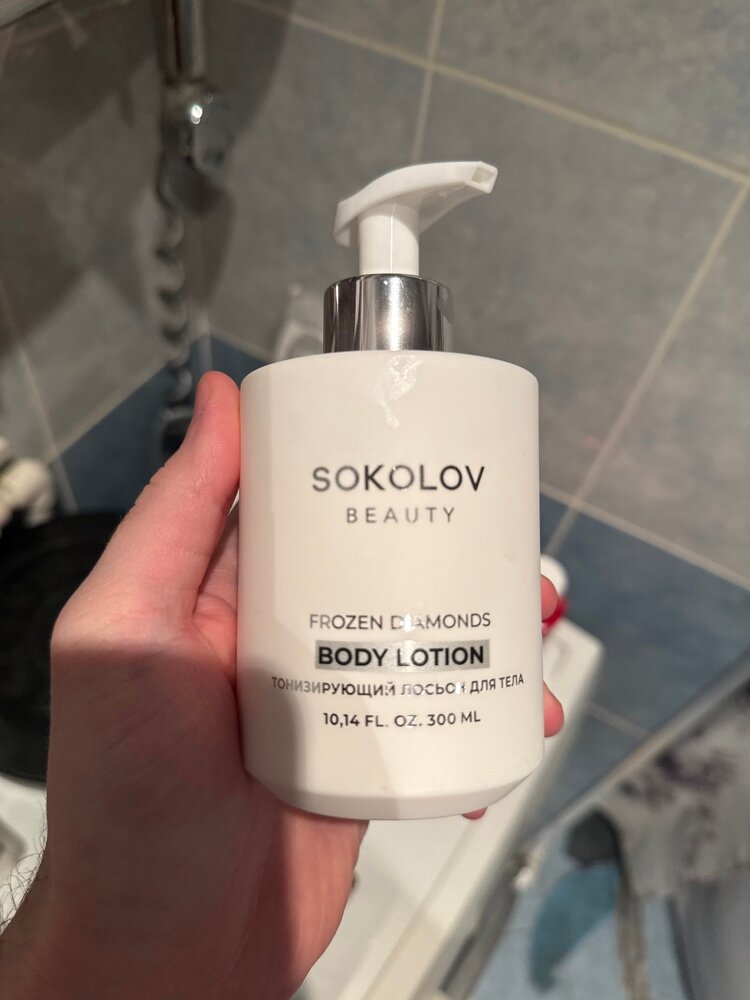 SOKOLOV
BEAUTY
FROZEN DIAMONDS
BODY LOTION
ТОНИЗИРУЮЩИЙ ЛОСЬОН ДЛЯ ТЕЛА
10,14 FL. OZ. 300 ML